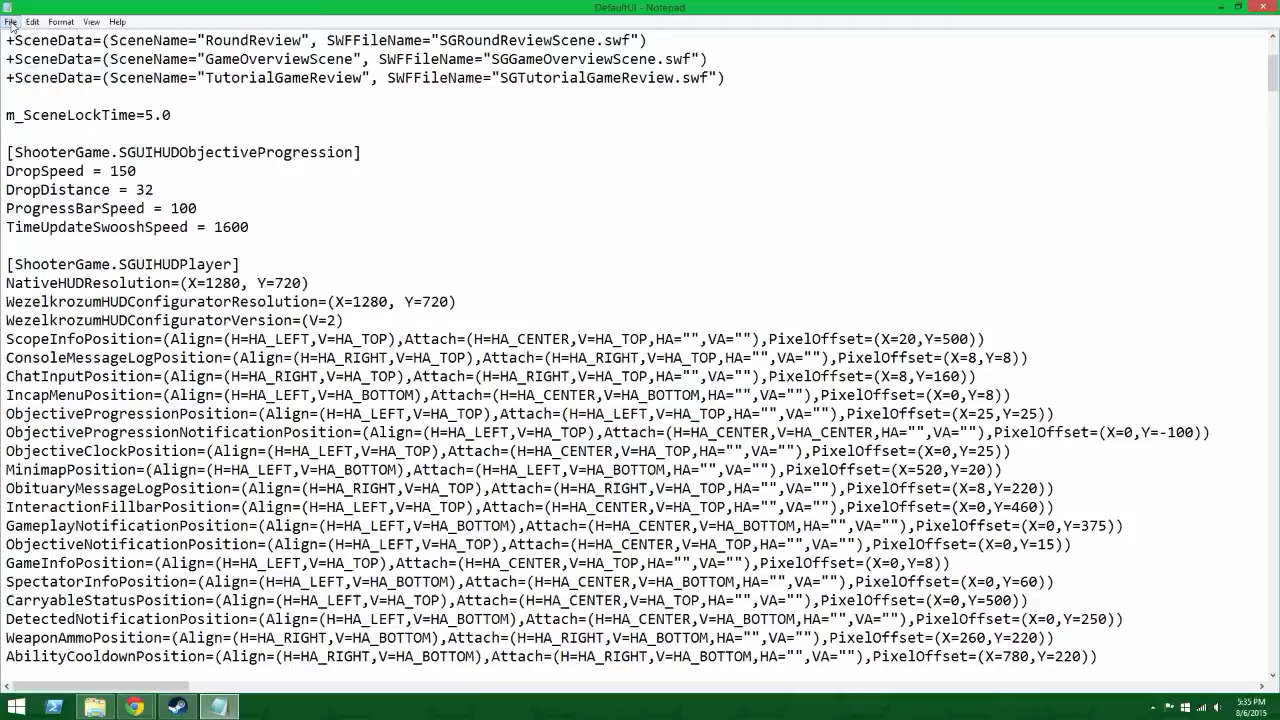 DefaultUI - Notepad
File Edit Format View Help
+SceneData=(SceneName="RoundReview", SWFFileName="SGRoundReviewScene.swf")
+SceneData=(SceneName="GameOverviewScene", SWFFileName="SGGameOverviewScene.swf")
+SceneData=(SceneName="TutorialGameReview", SWFFileName="SGTutorialGameReview.swf")
m_SceneLockTime=5.0
[ShooterGame.SGUIHUDObjectiveProgression]
DropSpeed = 150
DropDistance = 32
ProgressBarSpeed = 100
TimeUpdateSwooshSpeed = 1600
[ShooterGame.SGUIHUDPlayer]
NativeHUDResolution=(X=1280, Y=720)
WezelkrozumHUDConfiguratorResolution=(X=1280, Y=720)
WezelkrozumHUDConfiguratorVersion=(V=2)
ScopeInfoPosition=(Align=(H=HA_LEFT,V=HA_TOP),Attach=(H=HA_CENTER,V=HA_TOP,HA="",VA=""),PixelOffset=(X=20,Y=500))
ConsoleMessageLogPosition=(Align=(H=HA_RIGHT,V=HA_TOP),Attach=(H=HA_RIGHT,V=HA_TOP,HA="",VA=""),PixelOffset=(X=8,Y=8))
ChatInputPosition=(Align=(H=HA_RIGHT,V=HA_TOP),Attach=(H=HA_RIGHT,V=HA_TOP,HA="",VA=""),PixelOffset=(X=8,Y=160))
IncapMenuPosition=(Align=(H=HA_LEFT,V=HA_BOTTOM),Attach=(H=HA_CENTER,V=HA_BOTTOM,HA="",VA=""),PixelOffset=(X=0,Y=8))
ObjectiveProgressionPosition=(Align=(H=HA_LEFT,V=HA_TOP),Attach=(H=HA_LEFT,V=HA_TOP,HA="",VA=""),PixelOffset=(X=25,Y=25))
ObjectiveProgressionNotificationPosition=(Align=(H=HA_LEFT,V=HA_TOP),Attach=(H=HA_CENTER,V=HA_CENTER,HA="",VA=""),PixelOffset=(X=0,Y=-100))
ObjectiveClockPosition=(Align=(H=HA_LEFT,V=HA_TOP),Attach=(H=HA_CENTER,V=HA_TOP,HA="",VA=""),PixelOffset=(X=0,Y=25))
MinimapPosition=(Align=(H=HA_LEFT,V=HA_BOTTOM),Attach=(H=HA_LEFT,V=HA_BOTTOM,HA="",VA=""),PixelOffset=(X=520,Y=20))
ObituaryMessageLogPosition=(Align=(H=HA_RIGHT,V=HA_TOP),Attach=(H=HA_RIGHT,V=HA_TOP,HA="",VA=""),PixelOffset=(X=8,Y=220))
InteractionFillbarPosition=(Align=(H=HA_LEFT,V=HA_TOP),Attach=(H=HA_CENTER,V=HA_TOP,HA="",VA=""),PixelOffset=(X=0,Y=460))
GameplayNotificationPosition=(Align=(H=HA_LEFT,V=HA_BOTTOM),Attach=(H=HA_CENTER,V=HA_BOTTOM,HA="",VA=""),PixelOffset=(X=0,Y=375))
ObjectiveNotificationPosition=(Align=(H=HA_LEFT,V=HA_TOP),Attach=(H=HA_CENTER,V=HA_TOP,HA="",VA=""),PixelOffset=(X=0,Y=15))
GameInfoPosition=(Align=(H=HA_LEFT,V=HA_TOP),Attach=(H=HA_CENTER,V=HA_TOP,HA="",VA=""),PixelOffset=(X=0,Y=8))
SpectatorInfoPosition=(Align=(H=HA_LEFT,V=HA_BOTTOM),Attach=(H=HA_CENTER,V=HA_BOTTOM,HA="",VA=""),PixelOffset=(X=0,Y=60))
CarryableStatusPosition=(Align=(H=HA_LEFT,V=HA_TOP),Attach=(H=HA_CENTER,V=HA_TOP,HA="",VA=""),PixelOffset=(X=0,Y=500))
DetectedNotificationPosition=(Align=(H=HA_LEFT,V=HA_BOTTOM),Attach=(H=HA_CENTER,V=HA_BOTTOM,HA="",VA=""),PixelOffset=(X=0,Y=250))
WeaponAmmoPosition=(Align=(H=HA_RIGHT,V=HA_BOTTOM),Attach=(H=HA_RIGHT,V=HA_BOTTOM,HA="",VA=""),PixelOffset=(X=260,Y=220))
AbilityCooldownPosition=(Align=(H=HA_RIGHT,V=HA_BOTTOM),Attach=(H=HA_RIGHT,V=HA_BOTTOM,HA="",VA=""),PixelOffset=(X=780,Y=220))
5:35 PM
8/6/2015